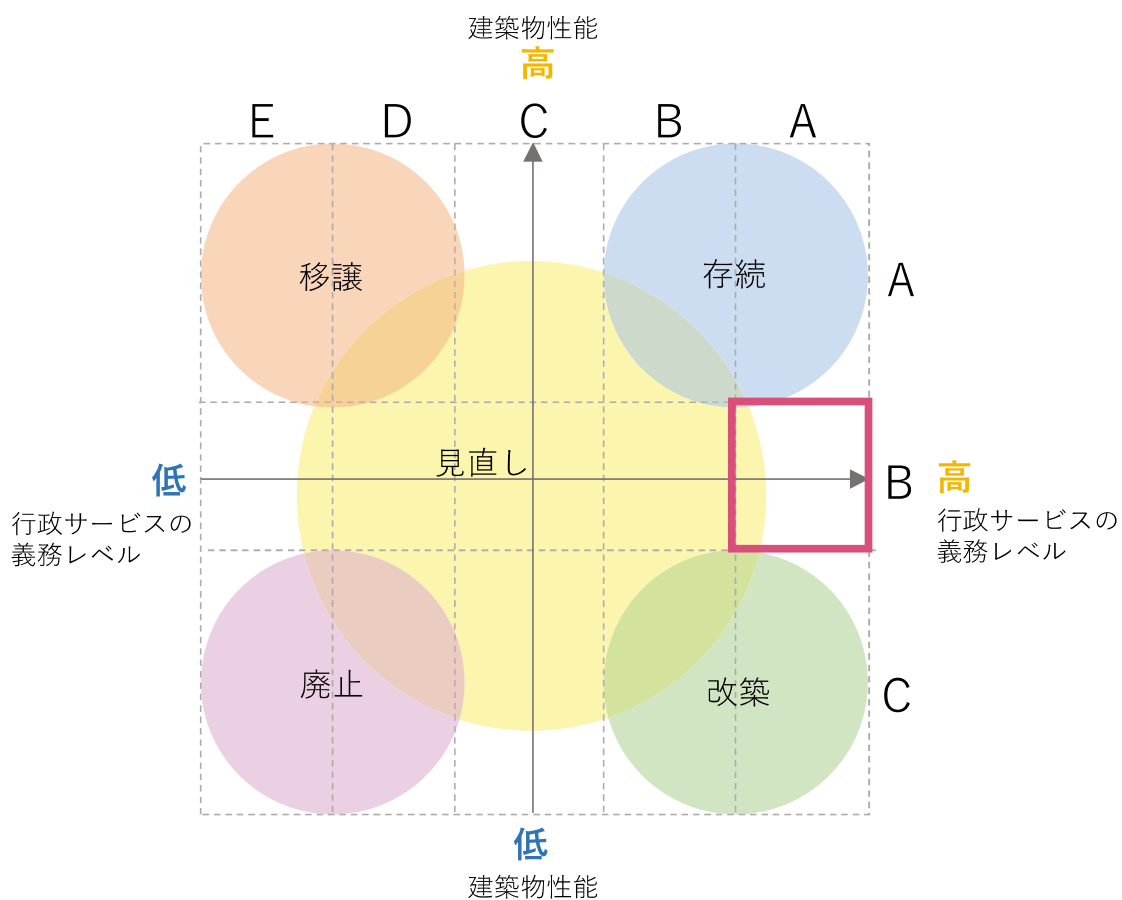 建築物性能
高
E D C B A
移譲
存続
A
見直し
低
行政サービスの
義務レベル
B
高
行政サービスの
義務レベル
廃止
改築
C
低
建築物性能